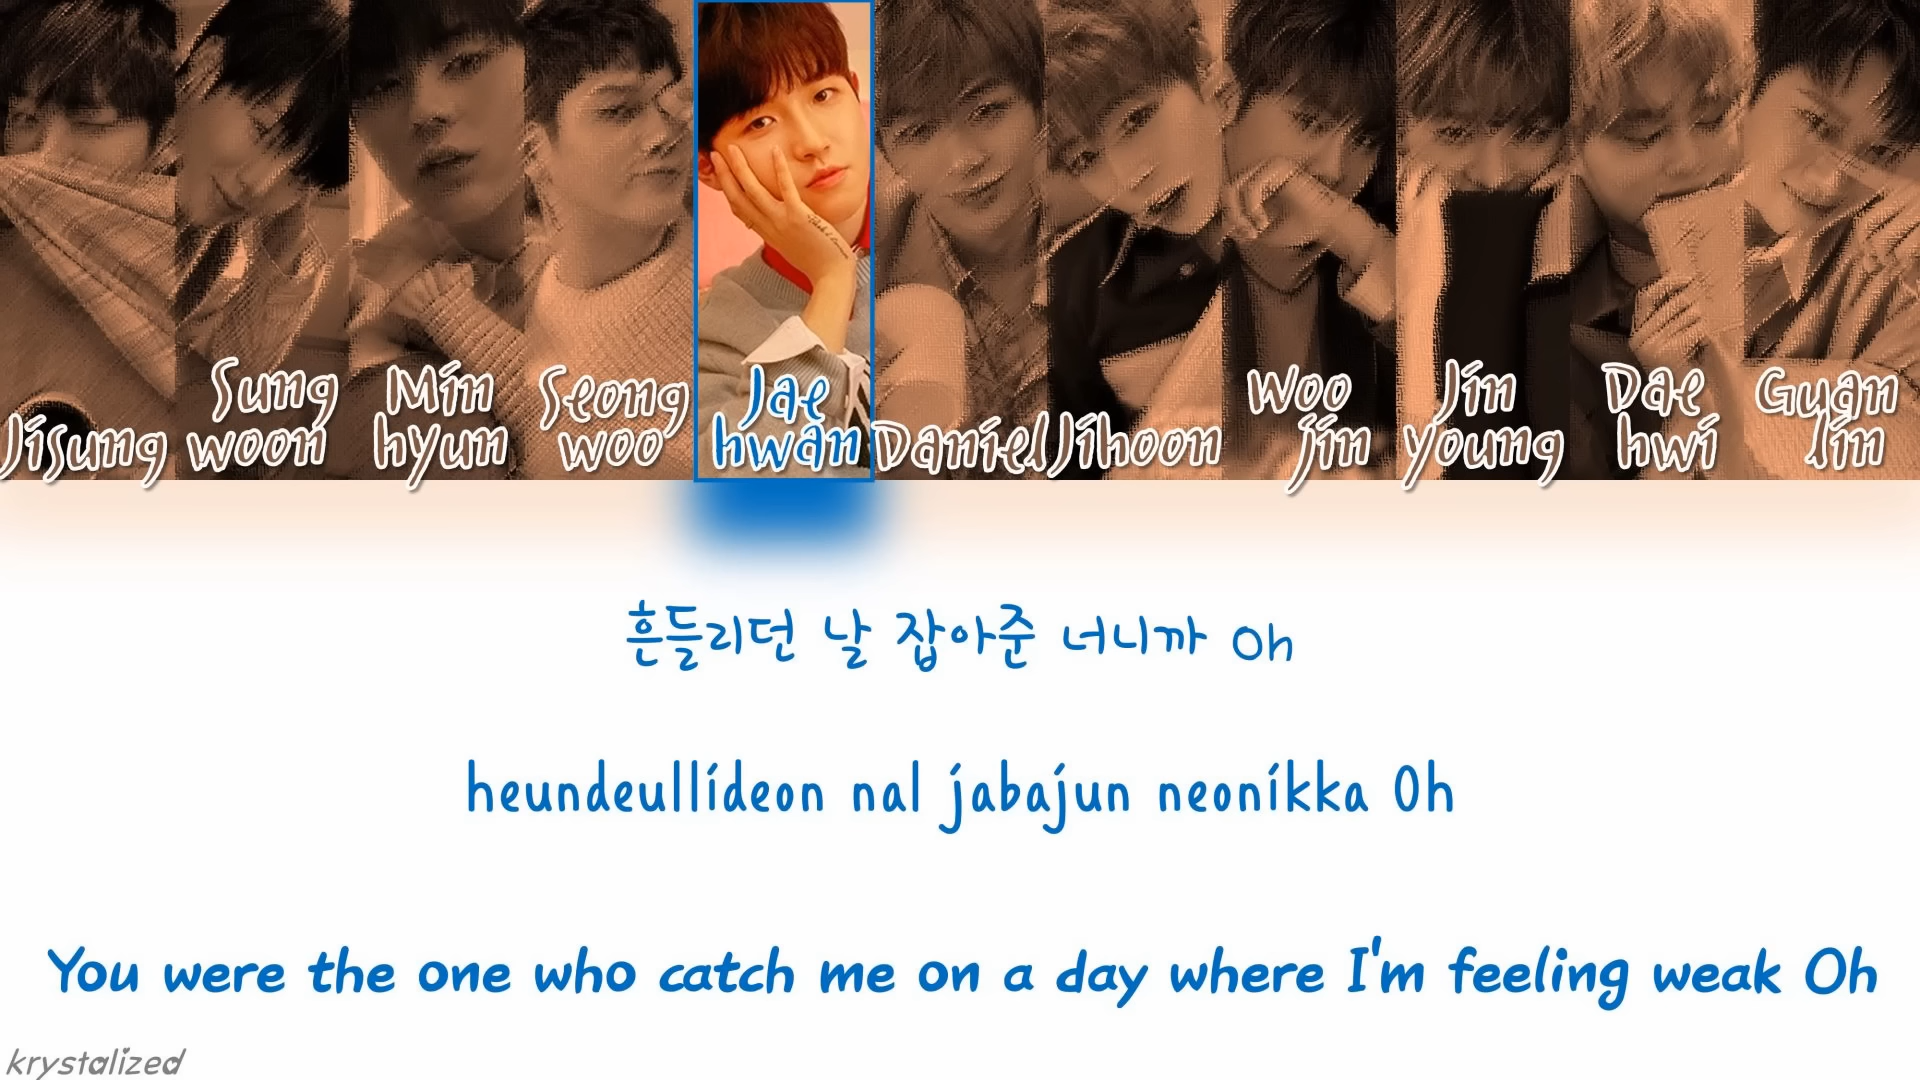 Jisung
Sung
woon
Min
hyun
Seong
woo
Jae
hwan
Daniel
Jihoon
Woo
jin
Jin
young
Dae
hwi
Guan
lin
흔들리던 날 잡아준 너니까 Oh
heundeullideon nal jabajun neonikka Oh
You were the one who catch me on a day where I'm feeling weak Oh
krystalized